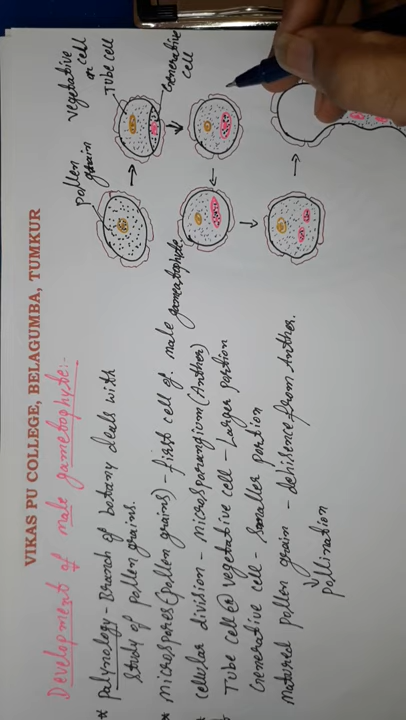 VIKAS PU COLLEGE, BELAGUMBA, TUMKUR
Development of male gametophyte:-
* Palynology - Branch of botany deals with
study of pollen grains.
* Microspores (pollen grains) - first cell of male gametophyte
* Cellular division - microsporangium (Anther)
Tube cell @ vegetative cell - Larger portion
Generative cell - Smaller portion
Matured pollen grain - dehisence from Anther.
↓
pollination
pollen
grain
vegetative
or cell
Tube cell
Generative
cell